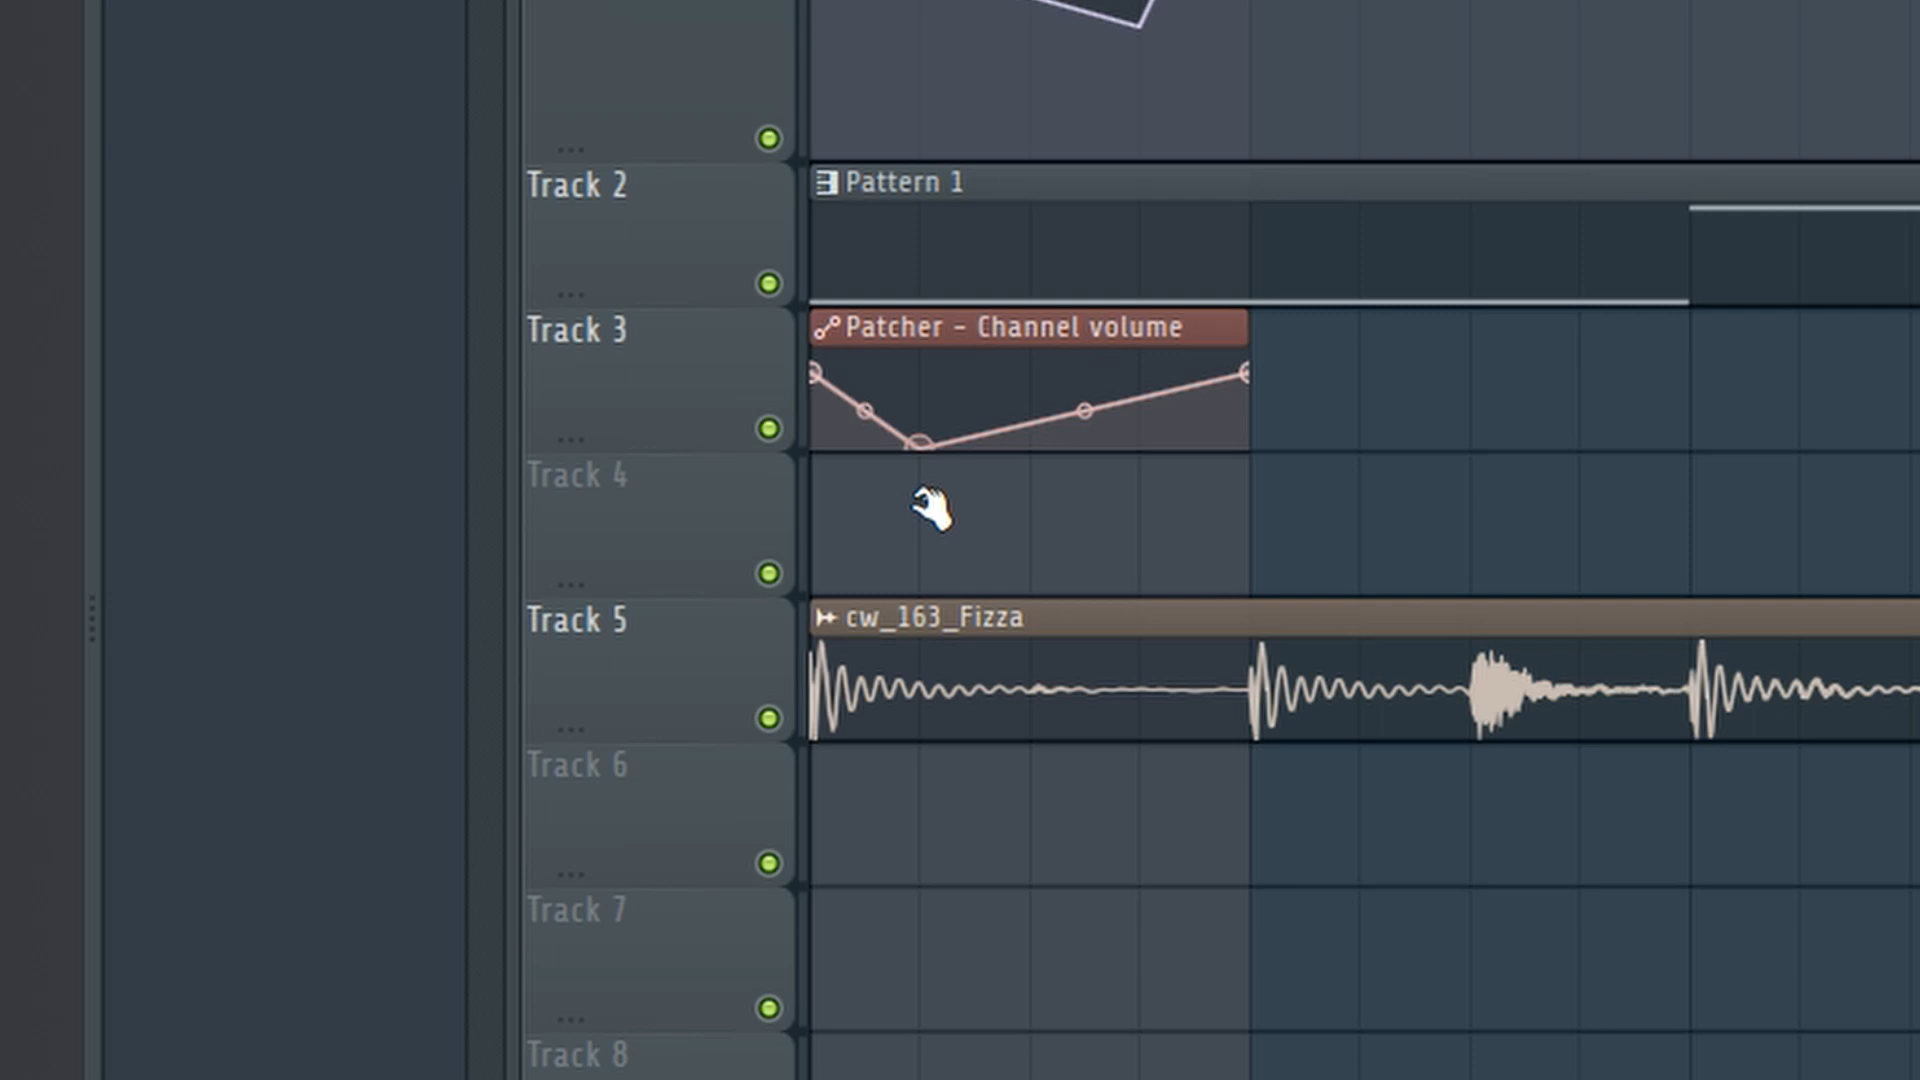 Track 2
Pattern 1
Track 3
Patcher - Channel volume
Track 4
Track 5
cw_163_Fizza
Track 6
Track 7
Track 8